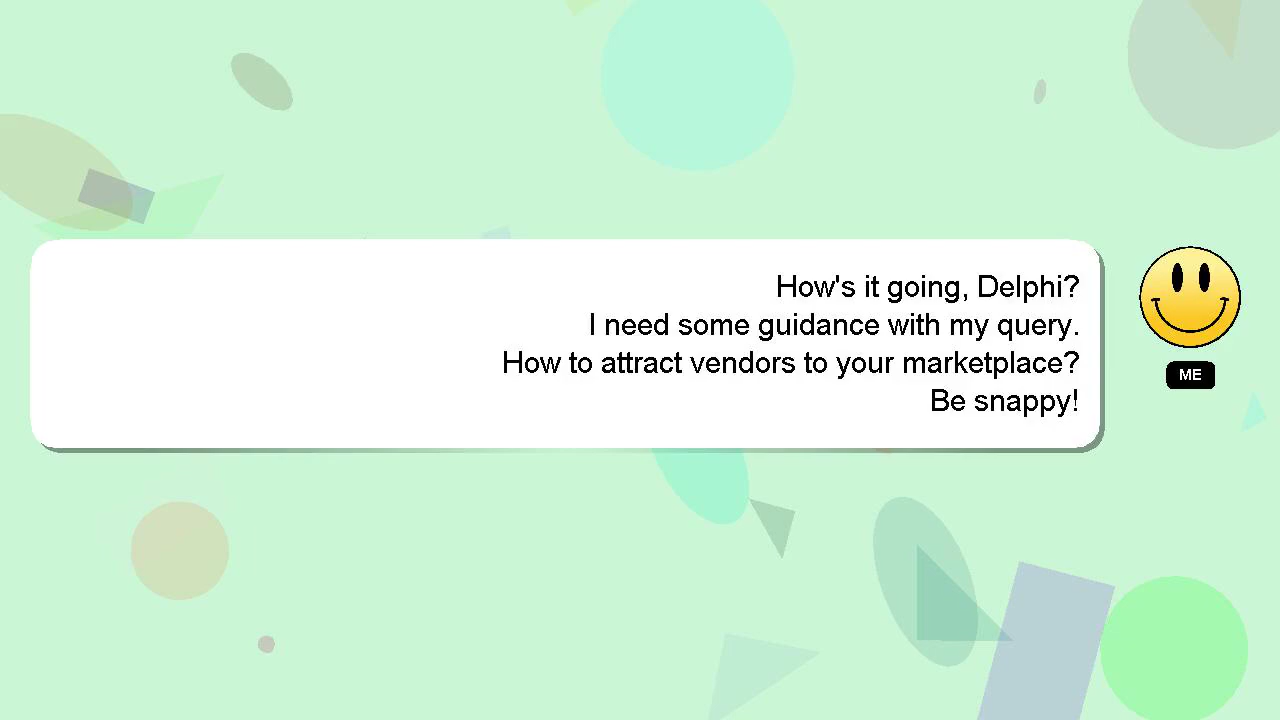 How's it going, Delphi?
I need some guidance with my query.
How to attract vendors to your marketplace?
Be snappy!
ME